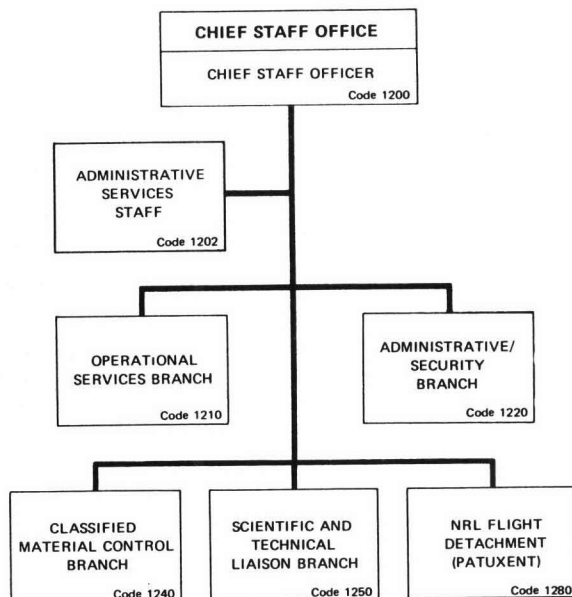 CHIEF STAFF OFFICE
CHIEF STAFF OFFICER
Code 1200
ADMINISTRATIVE
SERVICES
STAFF
Code 1202
OPERATIONAL
SERVICES BRANCH
Code 1210
ADMINISTRATIVE/
SECURITY
BRANCH
Code 1220
CLASSIFIED
MATERIAL CONTROL
BRANCH
Code 1240
SCIENTIFIC AND
TECHNICAL
LIAISON BRANCH
Code 1250
NRL FLIGHT
DETACHMENT
(PATUXENT)
Code 1280